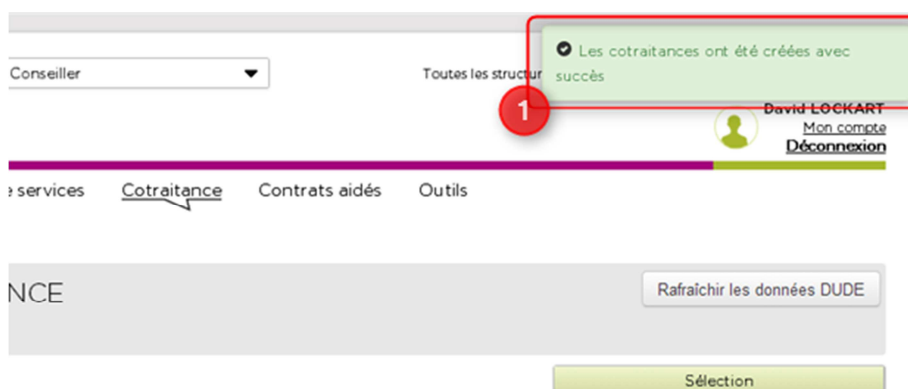 Les cotraitances ont été créées avec
succès
Conseiller
Toutes les structur
1
David LOCKART
Mon compte
Déconnexion
services
Cotraitance
Contrats aidés
Outils
NCE
Rafraîchir les données DUDE
Sélection